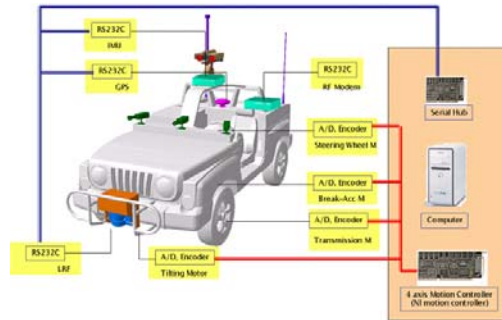 RS232C
IMU
RS232C
GPS
RS232C
RF Modem
Serial Hub
A/D, Encoder
Steering Wheel M
A/D, Encoder
Break-Acc M
Computer
A/D, Encoder
Transmission M
RS232C
LRF
A/D, Encoder
Tilting Motor
4 axis Motion Controller
(NI motion controller)